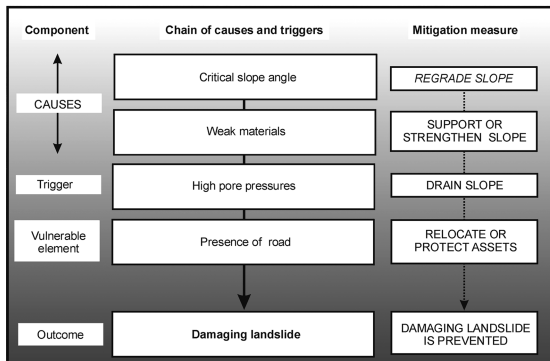 Component
Chain of causes and triggers
Mitigation measure
CAUSES
Critical slope angle
REGRADE SLOPE
Weak materials
SUPPORT OR
STRENGTHEN SLOPE
Trigger
High pore pressures
DRAIN SLOPE
Vulnerable
element
Presence of road
RELOCATE OR
PROTECT ASSETS
Outcome
Damaging landslide
DAMAGING LANDSLIDE
IS PREVENTED